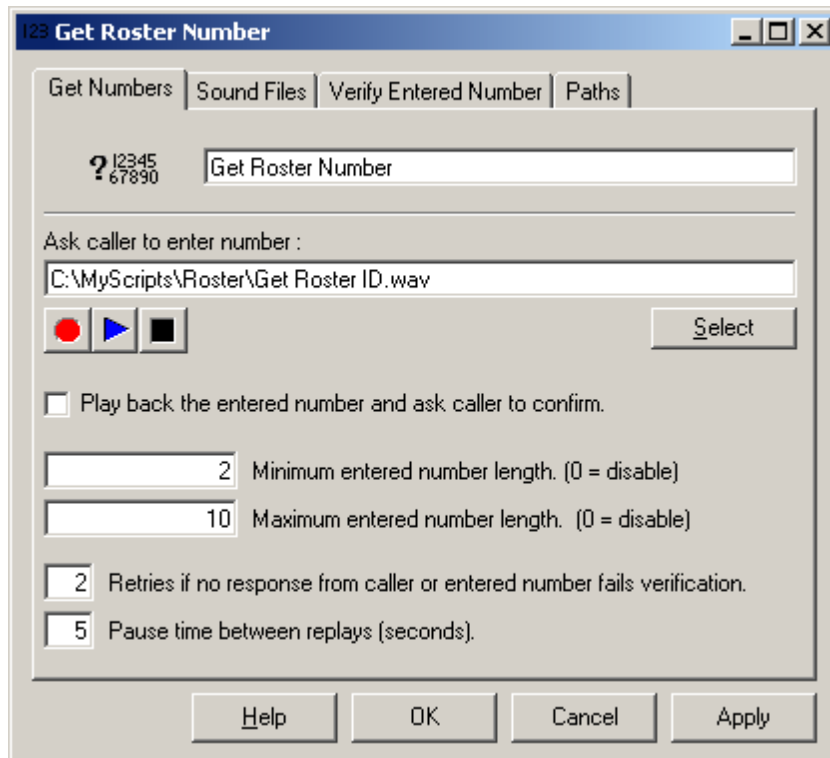 123 Get Roster Number
Get Numbers Sound Files Verify Entered Number Paths
? 12345
67890
Get Roster Number
Ask caller to enter number :
C:\MyScripts\Roster\Get Roster ID.wav
Select
Play back the entered number and ask caller to confirm.
2 Minimum entered number length. (0 = disable)
10 Maximum entered number length. (0 = disable)
2 Retries if no response from caller or entered number fails verification.
5 Pause time between replays (seconds).
Help OK Cancel Apply